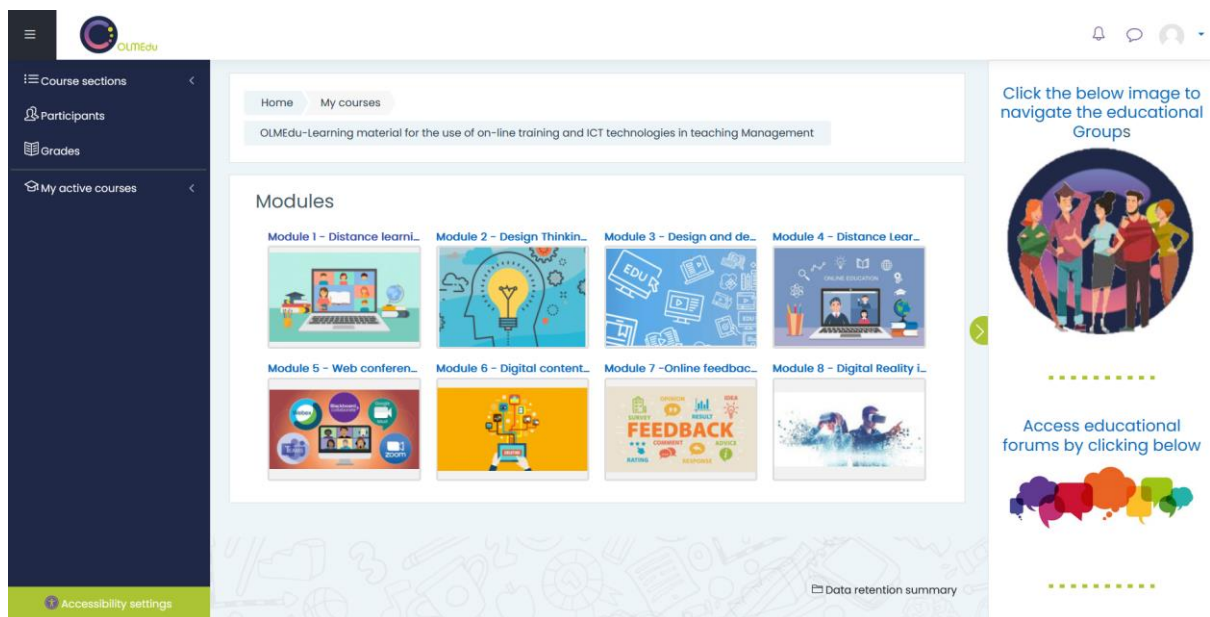 OLMEdu
Course sections
Participants
Grades
My active courses
Accessibility settings
Home
My courses
OLMEdu-Learning material for the use of on-line training and ICT technologies in teaching Management
Modules
Module 1 - Distance learni...
Module 2 - Design Thinkin...
Module 3 - Design and de...
Module 4 - Distance Lear...
EDU
ONLINE EDUCATION
Module 5 - Web conferen...
Module 6 - Digital content...
Module 7 -Online feedbac...
Module 8 - Digital Reality i...
Webex
Blackboard
Google
zoom
SURVEY
OPINION
RESULT
IDEA
FEEDBACK
COMMENT
ADVICE
RATING
RESPONSE
Data retention summary
Click the below image to
navigate the educational
Groups
Access educational
forums by clicking below